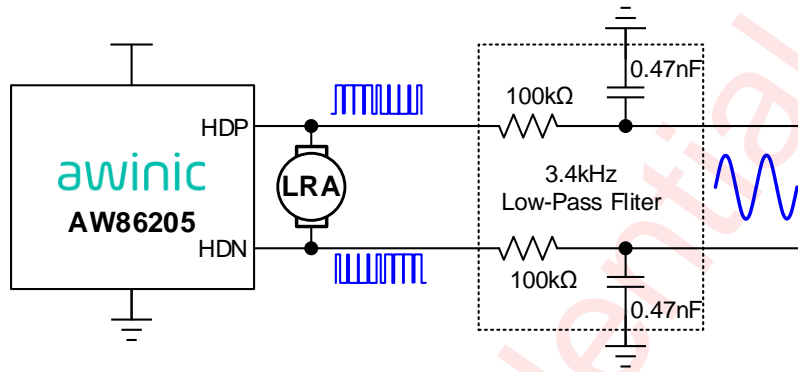 0.47nF
100kΩ
HDP
awinic
AW86205
LRA
3.4kHz
Low-Pass Fliter
HDN
100kΩ
0.47nF